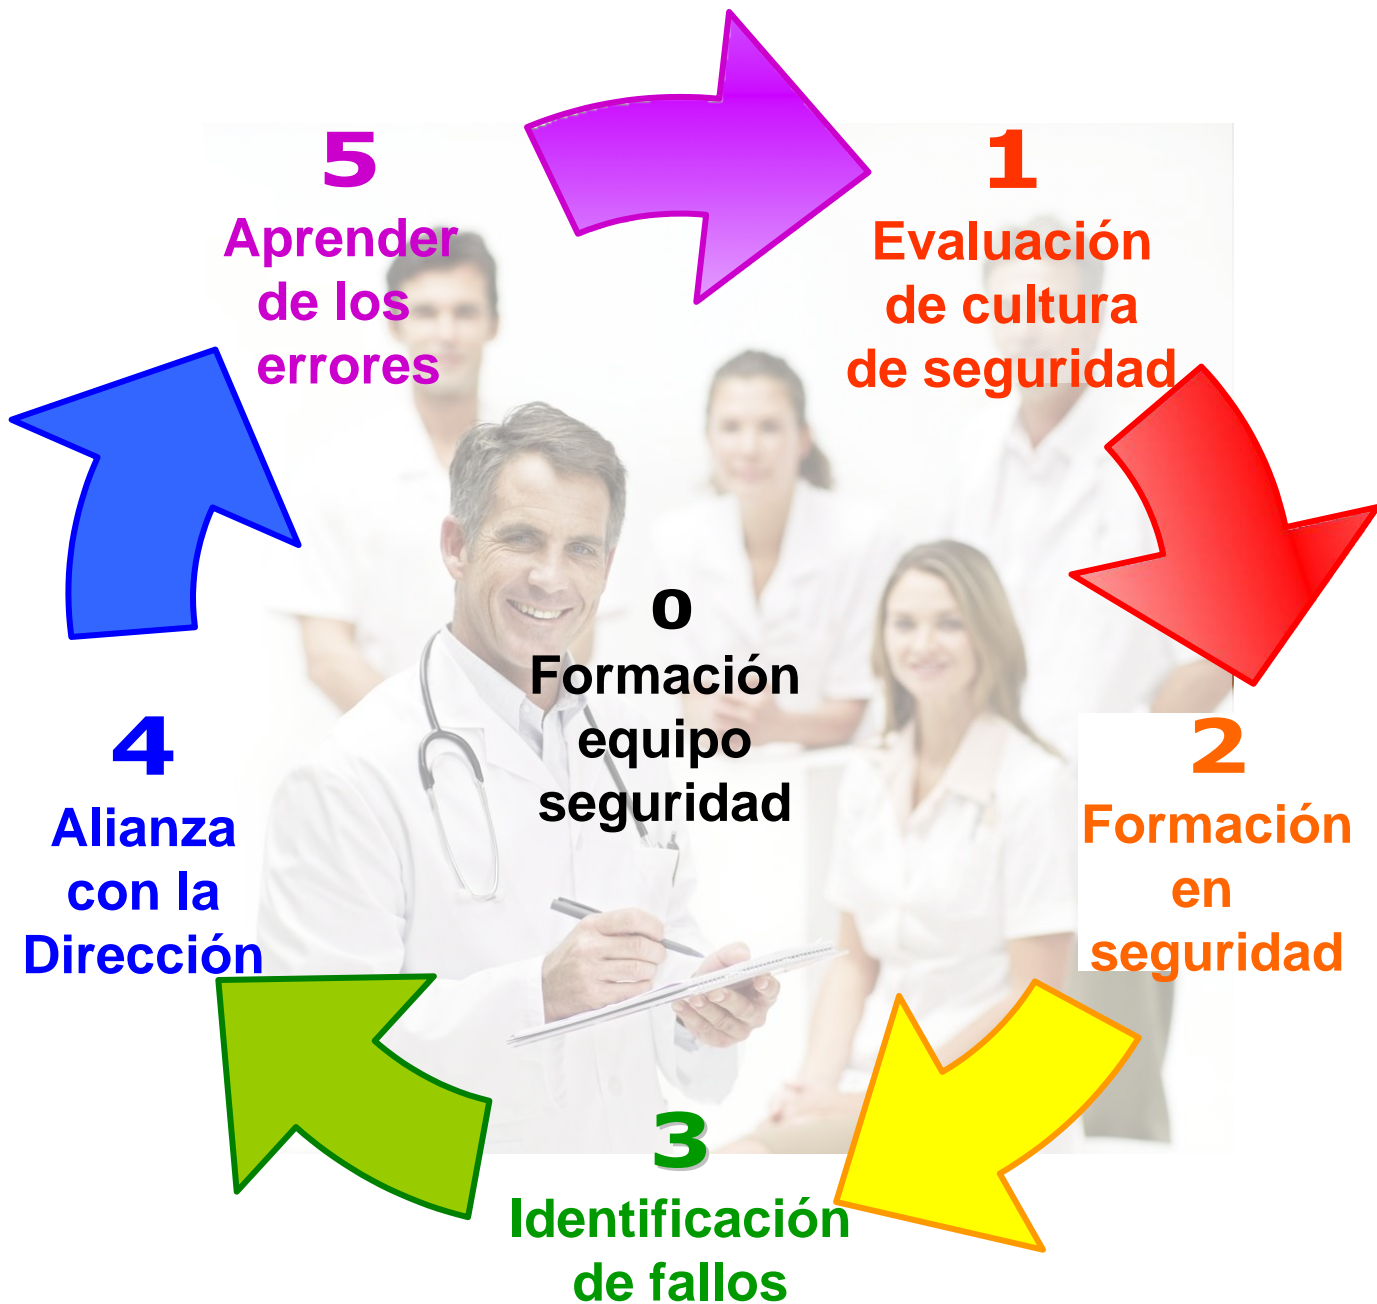 5
Aprender
de los
errores
1
Evaluación
de cultura
de seguridad
0
Formación
equipo
seguridad
2
Formación
en
seguridad
4
Alianza
con la
Dirección
3
Identificación
de fallos